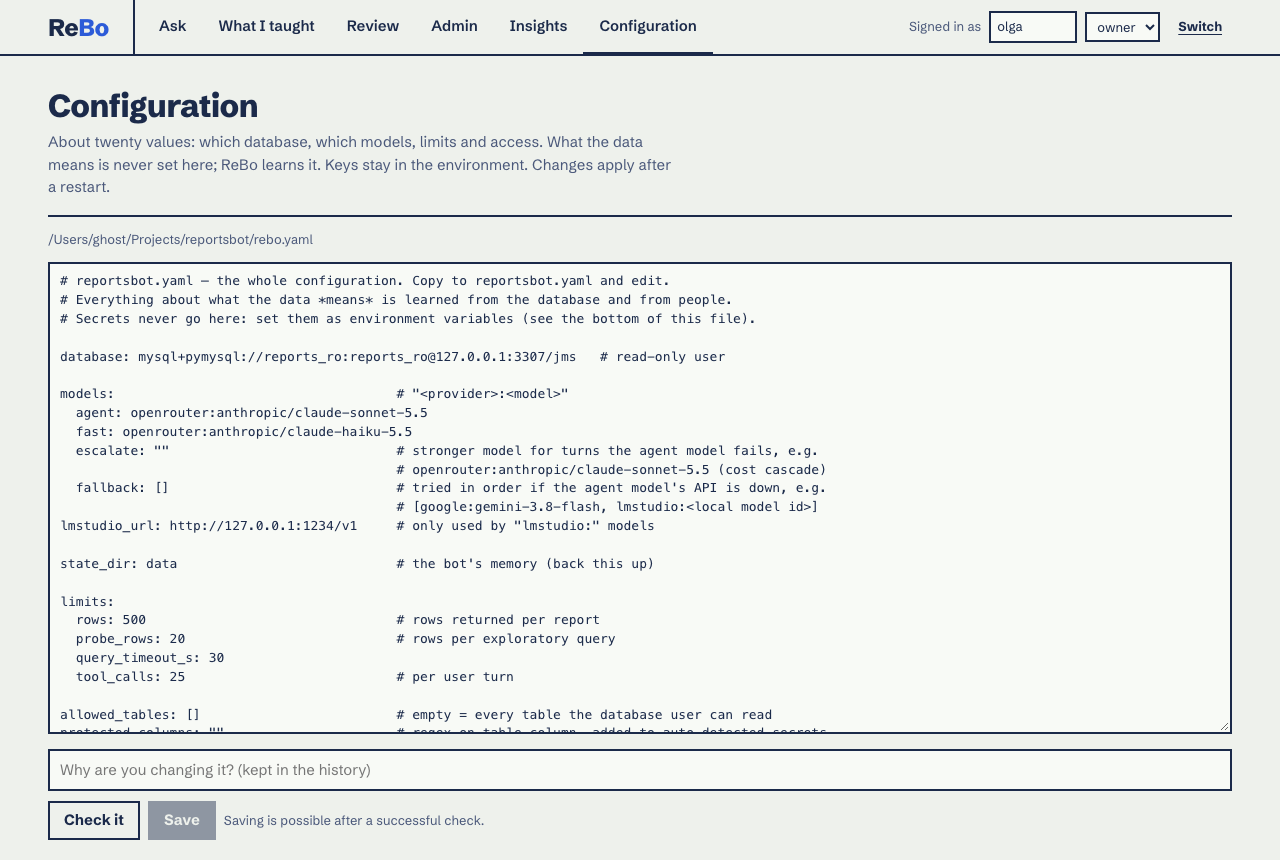 ReBo
Ask
What I taught
Review
Admin
Insights
Configuration
Signed in as
olga
owner
Switch
Configuration
About twenty values: which database, which models, limits and access. What the data
means is never set here; ReBo learns it. Keys stay in the environment. Changes apply after
a restart.
/Users/ghost/Projects/reportsbot/rebo.yaml
# reportsbot.yaml — the whole configuration. Copy to reportsbot.yaml and edit.
# Everything about what the data *means* is learned from the database and from people.
# Secrets never go here: set them as environment variables (see the bottom of this file).
database: mysql+pymysql://reports_ro:reports_ro@127.0.0.1:3307/jms # read-only user
models: # "<provider>:<model>"
agent: openrouter:anthropic/claude-sonnet-5.5
fast: openrouter:anthropic/claude-haiku-5.5
escalate: "" # stronger model for turns the agent model fails, e.g.
# openrouter:anthropic/claude-sonnet-5.5 (cost cascade)
fallback: [] # tried in order if the agent model's API is down, e.g.
# [google:gemini-3.8-flash, lmstudio:<local model id>]
lmstudio_url: http://127.0.0.1:1234/v1 # only used by "lmstudio:" models
state_dir: data # the bot's memory (back this up)
limits:
rows: 500 # rows returned per report
probe_rows: 20 # rows per exploratory query
query_timeout_s: 30
tool_calls: 25 # per user turn
allowed_tables: [] # empty = every table the database user can read
protected_columns: "" # regex on table.column, added to auto-detected secrets
Why are you changing it? (kept in the history)
Check it
Save
Saving is possible after a successful check.